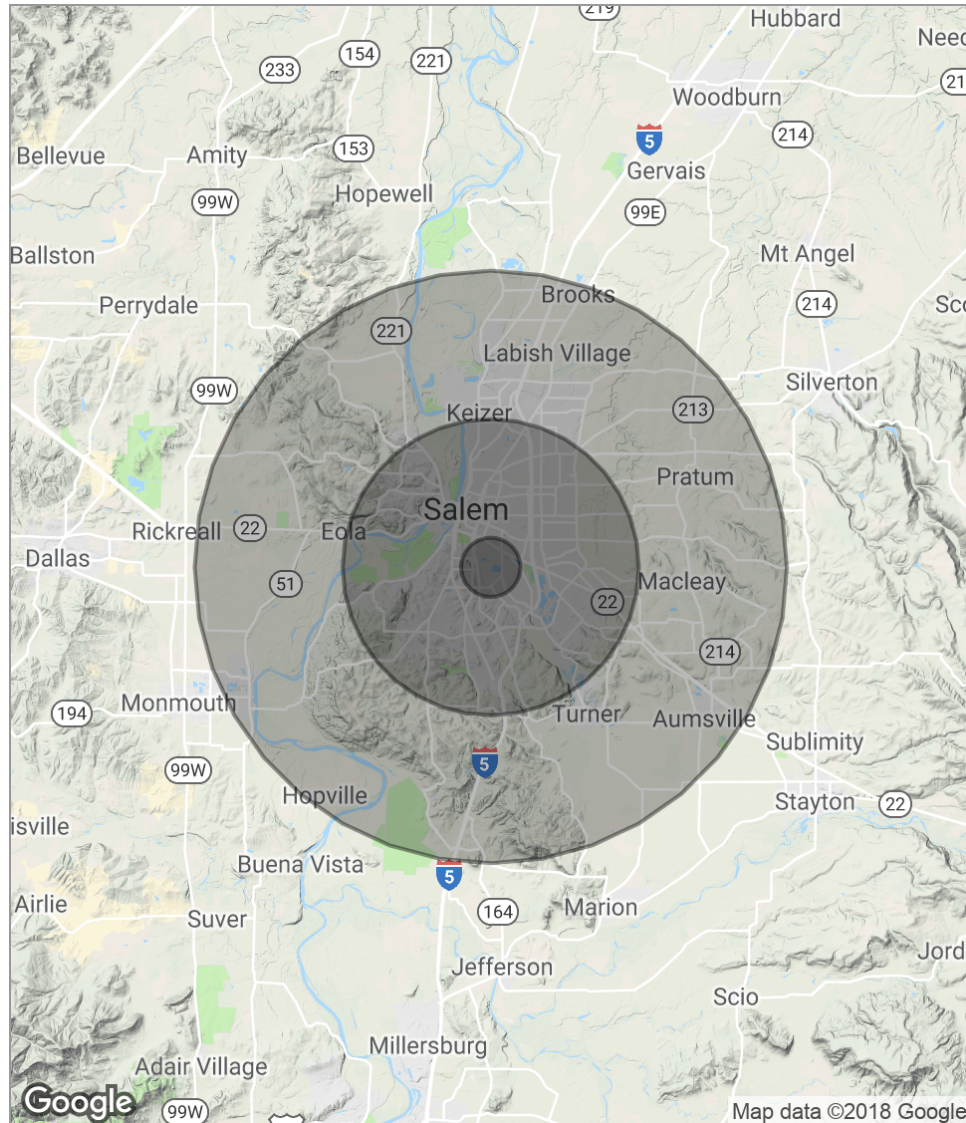 219
Hubbard
154
221
233
Woodburn
214
5
153
Bellevue
Amity
Gervais
Hopewell
99W
99E
Ballston
Mt Angel
Perrydale
Brooks
214
221
Labish Village
Silverton
99W
213
Keizer
Pratum
Salem
22
Rickreall
Eola
Dallas
51
Macleay
22
214
Monmouth
194
Turner
Aumsville
Sublimity
5
99W
Hopville
Stayton
22
isville
Buena Vista
5
Airlie
Suver
164
Marion
Jefferson
Jord
Scio
Millersburg
Adair Village
Google
99W
Map data ©2018 Google